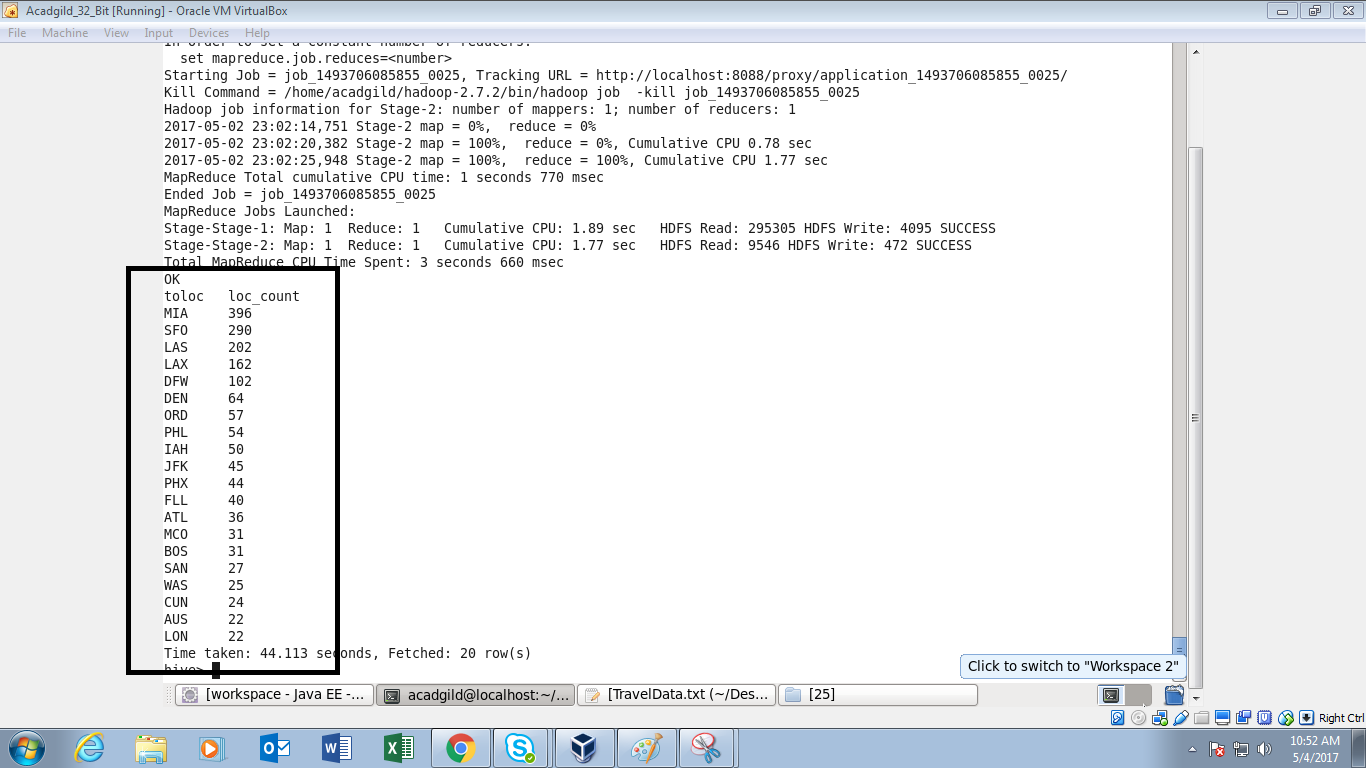 Acadgild_32_Bit [Running] - Oracle VM VirtualBox
File Machine View Input Devices Help
In order to set a constant number of reducers:
set mapreduce.job.reduces=<number>
Starting Job = job_1493706085855_0025, Tracking URL = http://localhost:8088/proxy/application_1493706085855_0025/
Kill Command = /home/acadgild/hadoop-2.7.2/bin/hadoop job  -kill job_1493706085855_0025
Hadoop job information for Stage-2: number of mappers: 1; number of reducers: 1
2017-05-02 23:02:14,751 Stage-2 map = 0%,  reduce = 0%
2017-05-02 23:02:20,382 Stage-2 map = 100%,  reduce = 0%, Cumulative CPU 0.78 sec
2017-05-02 23:02:25,948 Stage-2 map = 100%,  reduce = 100%, Cumulative CPU 1.77 sec
MapReduce Total cumulative CPU time: 1 seconds 770 msec
Ended Job = job_1493706085855_0025
MapReduce Jobs Launched:
Stage-Stage-1: Map: 1  Reduce: 1   Cumulative CPU: 1.89 sec   HDFS Read: 295305 HDFS Write: 4095 SUCCESS
Stage-Stage-2: Map: 1  Reduce: 1   Cumulative CPU: 1.77 sec   HDFS Read: 9546 HDFS Write: 472 SUCCESS
Total MapReduce CPU Time Spent: 3 seconds 660 msec
OK
toloc   loc_count
MIA     396
SFO     290
LAS     202
LAX     162
DFW     102
DEN     64
ORD     57
PHL     54
IAH     50
JFK     45
PHX     44
FLL     40
ATL     36
MCO     31
BOS     31
SAN     27
WAS     25
CUN     24
AUS     22
LON     22
Time taken: 44.113 seconds, Fetched: 20 row(s)
hive>
Click to switch to "Workspace 2"
[workspace - Java EE -... acadgild@localhost:~/... [TravelData.txt (~/Des... [25]
Right Ctrl
10:52 AM
5/4/2017